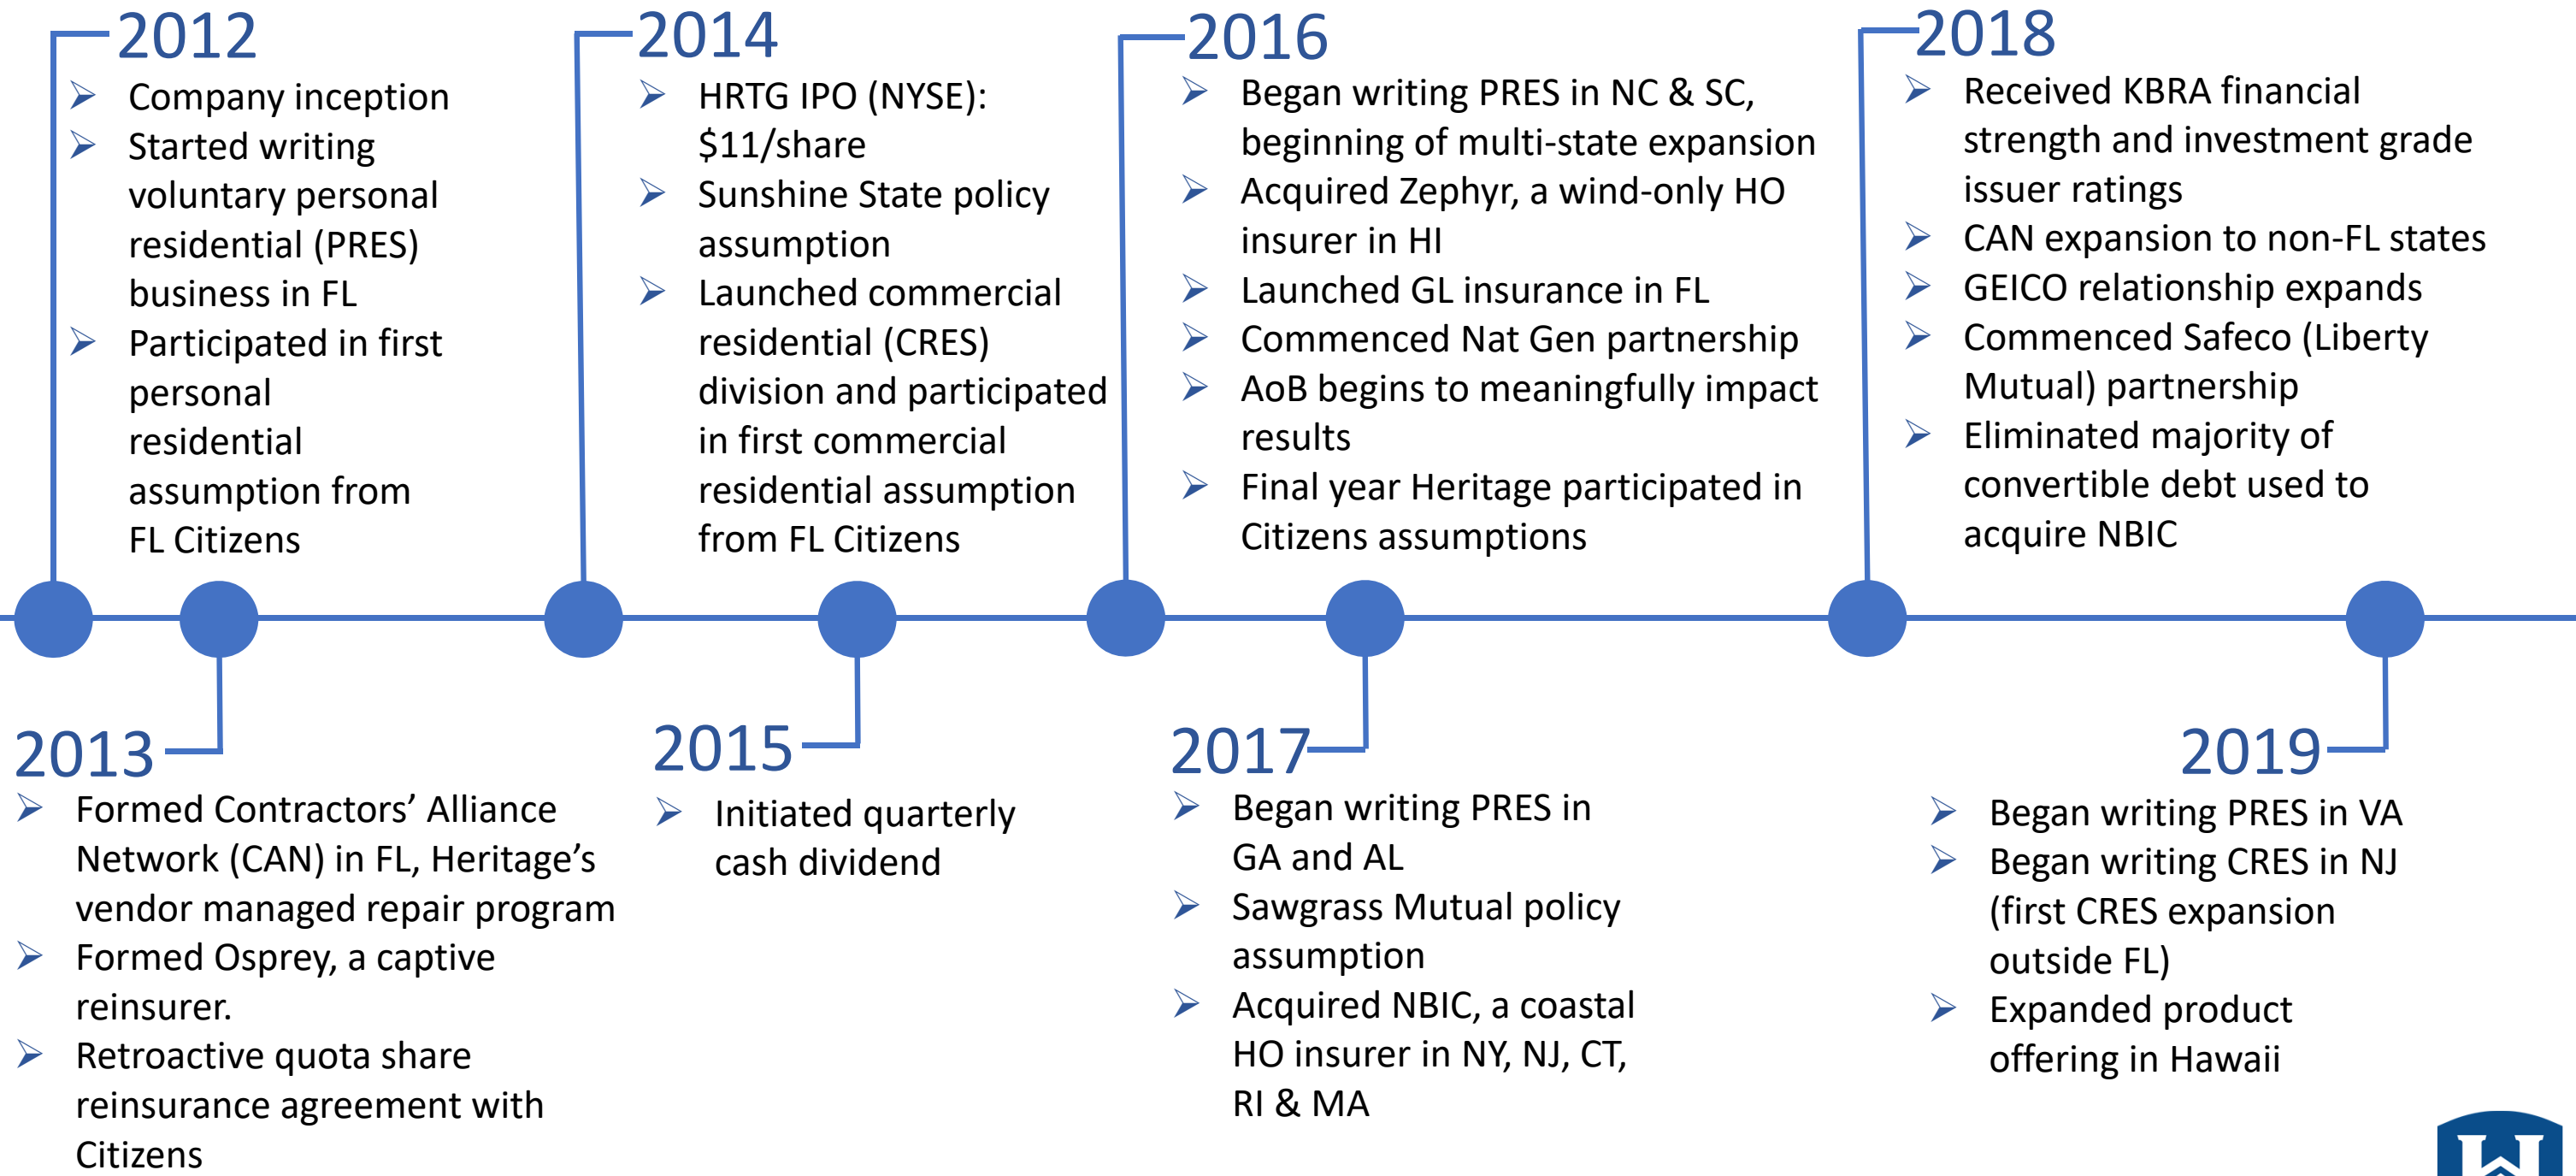 2012
Company inception
Started writing
voluntary personal
residential (PRES)
business in FL
Participated in first
personal
residential
assumption from
FL Citizens
2013
Formed Contractors’ Alliance
Network (CAN) in FL, Heritage’s
vendor managed repair program
Formed Osprey, a captive
reinsurer.
Retroactive quota share
reinsurance agreement with
Citizens
2014
HRTG IPO (NYSE):
$11/share
Sunshine State policy
assumption
Launched commercial
residential (CRES)
division and participated
in first commercial
residential assumption
from FL Citizens
2015
Initiated quarterly
cash dividend
2016
Began writing PRES in NC & SC,
beginning of multi-state expansion
Acquired Zephyr, a wind-only HO
insurer in HI
Launched GL insurance in FL
Commenced Nat Gen partnership
AoB begins to meaningfully impact
results
Final year Heritage participated in
Citizens assumptions
2017
Began writing PRES in
GA and AL
Sawgrass Mutual policy
assumption
Acquired NBIC, a coastal
HO insurer in NY, NJ, CT,
RI & MA
2018
Received KBRA financial
strength and investment grade
issuer ratings
CAN expansion to non-FL states
GEICO relationship expands
Commenced Safeco (Liberty
Mutual) partnership
Eliminated majority of
convertible debt used to
acquire NBIC
2019
Began writing PRES in VA
Began writing CRES in NJ
(first CRES expansion
outside FL)
Expanded product
offering in Hawaii